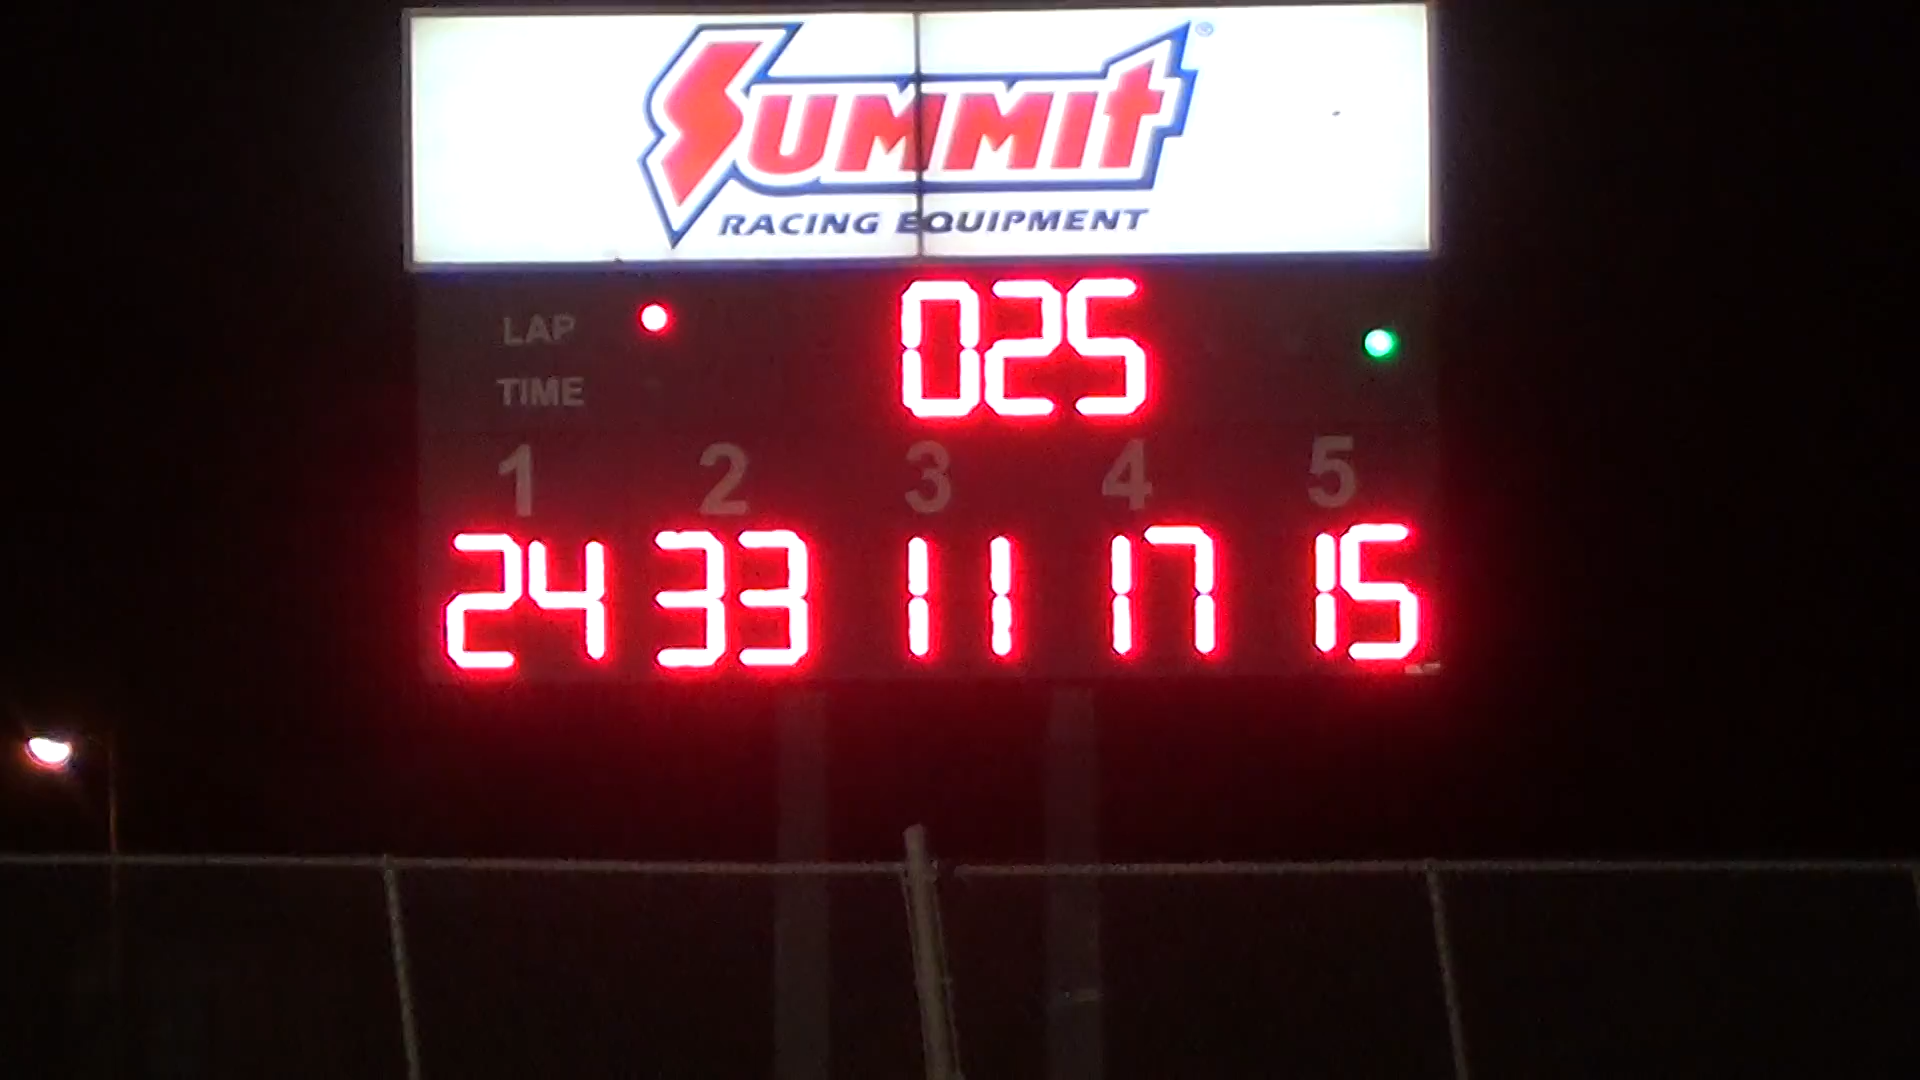 SUMMIT ®
RACING EQUIPMENT
LAP 025
TIME
1 2 3 4 5
24 33 11 17 15